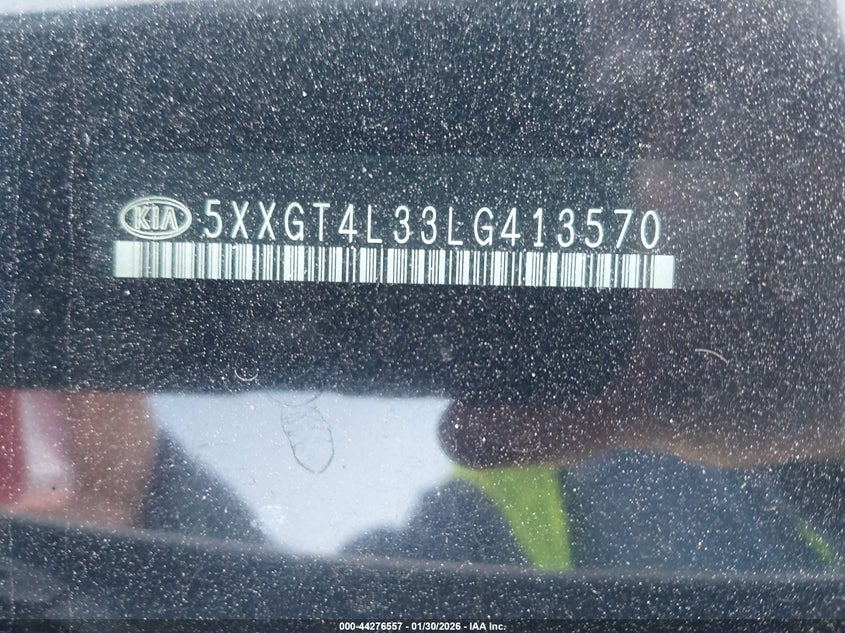 KIA 5XXGT4L33LG413570
000-44276557 - 01/30/2026 - IAA Inc.